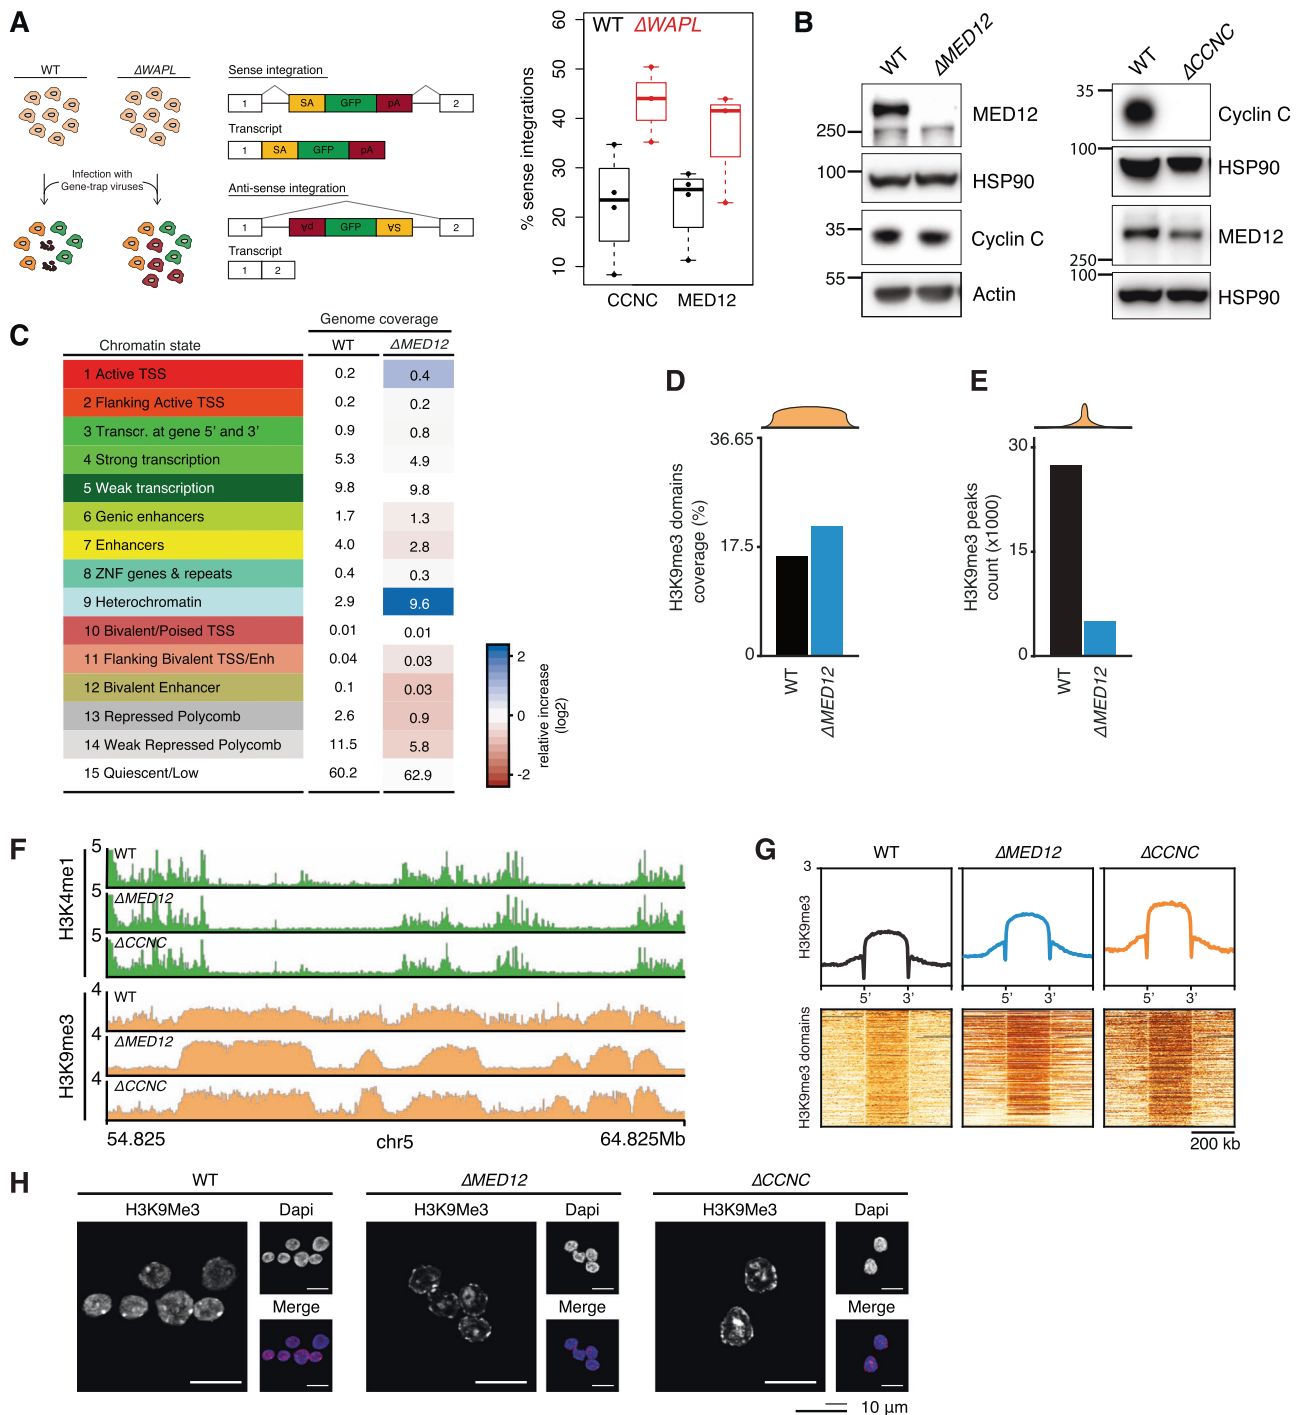 A
WT
ΔWAPL
Infection with
Gene-trap viruses
Sense integration
1
SA
GFP
pA
2
Transcript
1
SA
GFP
pA
Anti-sense integration
1
pA
GFP
SA
2
Transcript
1
2
% sense integrations
60
50
40
30
20
10
WT ΔWAPL
CCNC
MED12
B
WT
ΔMED12
250
MED12
100
HSP90
35
Cyclin C
55
Actin
WT
ΔCCNC
35
Cyclin C
100
HSP90
250
MED12
100
HSP90
C
Genome coverage
Chromatin state WT ΔMED12
1 Active TSS 0.2 0.4
2 Flanking Active TSS 0.2 0.2
3 Transcr. at gene 5’ and 3’ 0.9 0.8
4 Strong transcription 5.3 4.9
5 Weak transcription 9.8 9.8
6 Genic enhancers 1.7 1.3
7 Enhancers 4.0 2.8
8 ZNF genes & repeats 0.4 0.3
9 Heterochromatin 2.9 9.6
10 Bivalent/Poised TSS 0.01 0.01
11 Flanking Bivalent TSS/Enh 0.04 0.03
12 Bivalent Enhancer 0.1 0.03
13 Repressed Polycomb 2.6 0.9
14 Weak Repressed Polycomb 11.5 5.8
15 Quiescent/Low 60.2 62.9
2
0
-2
relative increase
(log2)
D
H3K9me3 domains
coverage (%)
36.65
17.5
0
WT
ΔMED12
E
H3K9me3 peaks
count (x1000)
30
15
0
WT
ΔMED12
F
H3K4me1
5
WT
5
ΔMED12
5
ΔCCNC
H3K9me3
4
WT
4
ΔMED12
4
ΔCCNC
54.825
chr5
64.825Mb
G
WT
ΔMED12
ΔCCNC
3
H3K9me3
5’
3’
5’
3’
5’
3’
H3K9me3 domains
200 kb
H
WT
ΔMED12
ΔCCNC
H3K9Me3
Dapi
Merge
H3K9Me3
Dapi
Merge
H3K9Me3
Dapi
Merge
10 µm